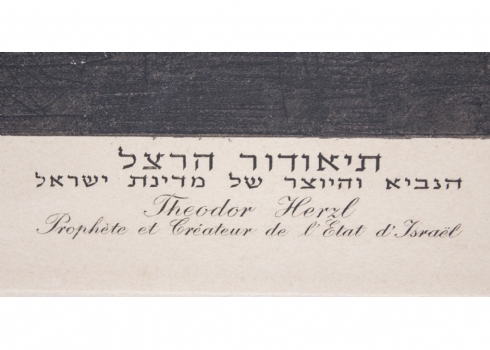 תיאודור הרצל
הנביא והיוצר של מדינת ישראל
Theodor Herzl
Prophète et Créateur de l'Etat d'Israël